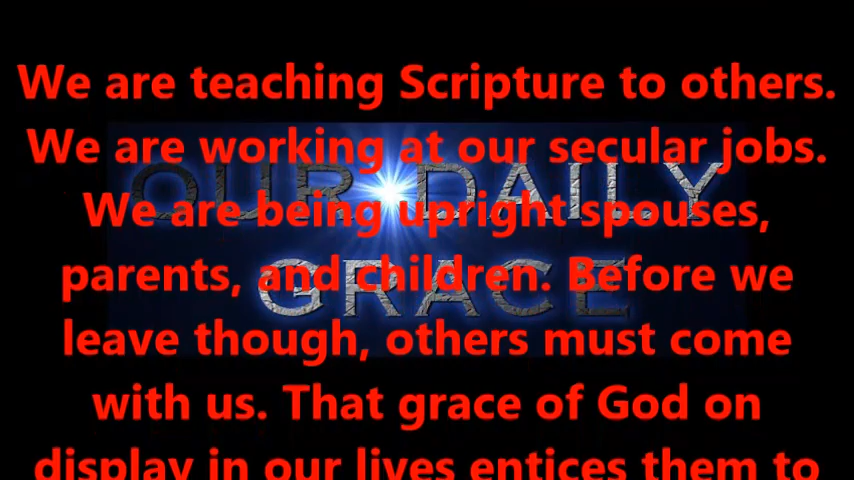 We are teaching Scripture to others.
We are working at our secular jobs.
OUR DAILY
We are being upright spouses,
parents, and children. Before we
GRACE
leave though, others must come
with us. That grace of God on
display in our lives entices them to